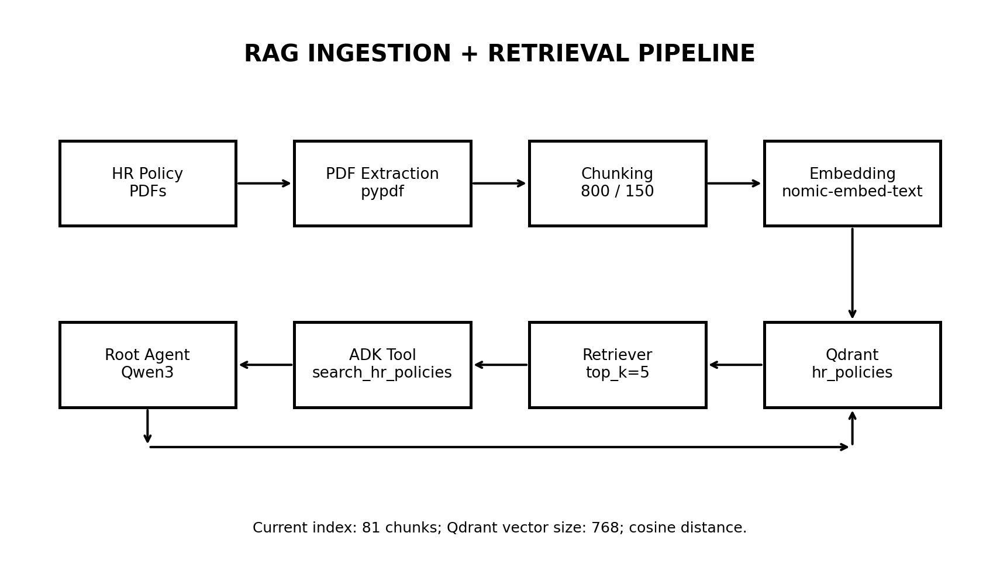 RAG INGESTION + RETRIEVAL PIPELINE
HR Policy
PDFs
PDF Extraction
pypdf
Chunking
800 / 150
Embedding
nomic-embed-text
Root Agent
Qwen3
ADK Tool
search_hr_policies
Retriever
top_k=5
Qdrant
hr_policies
Current index: 81 chunks; Qdrant vector size: 768; cosine distance.